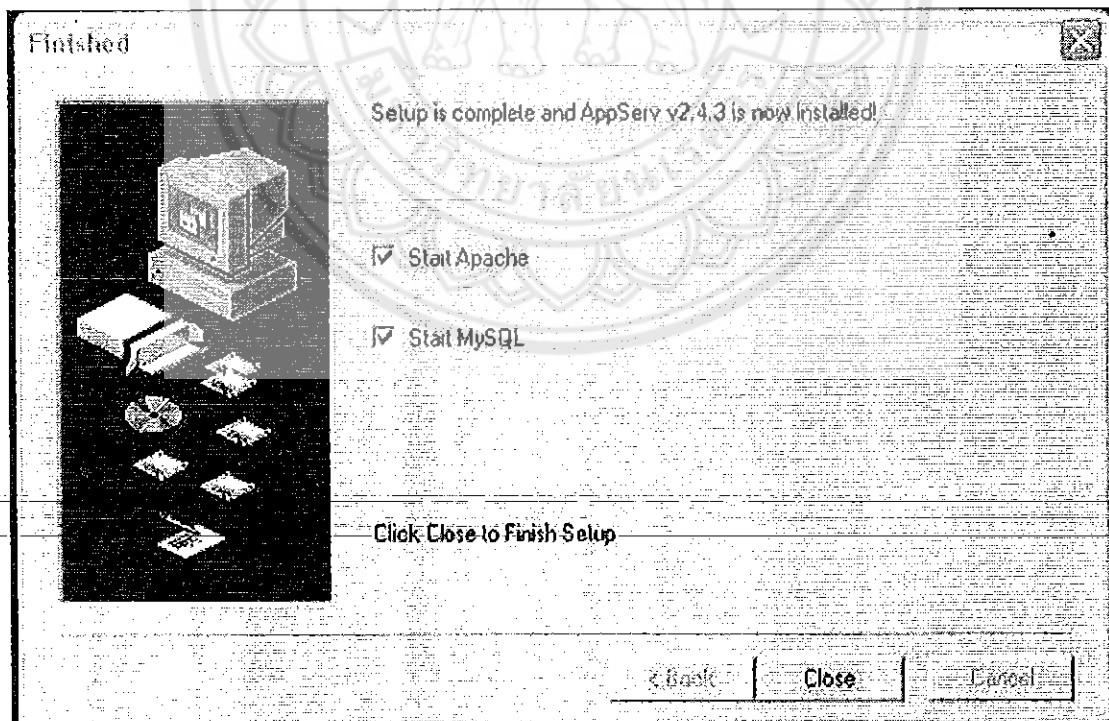 Finished
Setup is complete and AppServ v2.4.3 is now installed!
Start Apache
Start MySQL
Click Close to Finish Setup
< Back Close Cancel